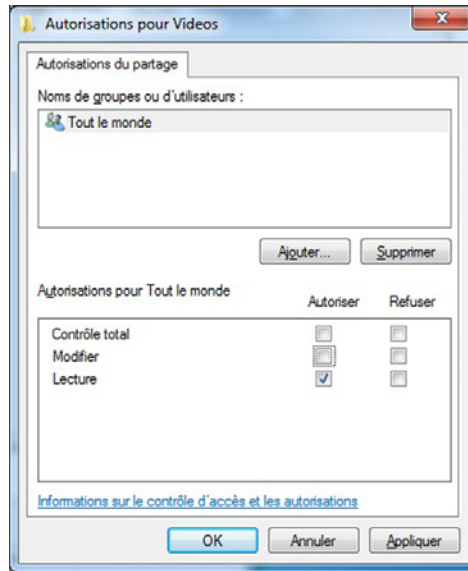 Autorisations pour Videos
Autorisations du partage
Noms de groupes ou d'utilisateurs :
Tout le monde
Ajouter... Supprimer
Autorisations pour Tout le monde Autoriser Refuser
Contrôle total
Modifier
Lecture
Informations sur le contrôle d'accès et les autorisations
OK Annuler Appliquer